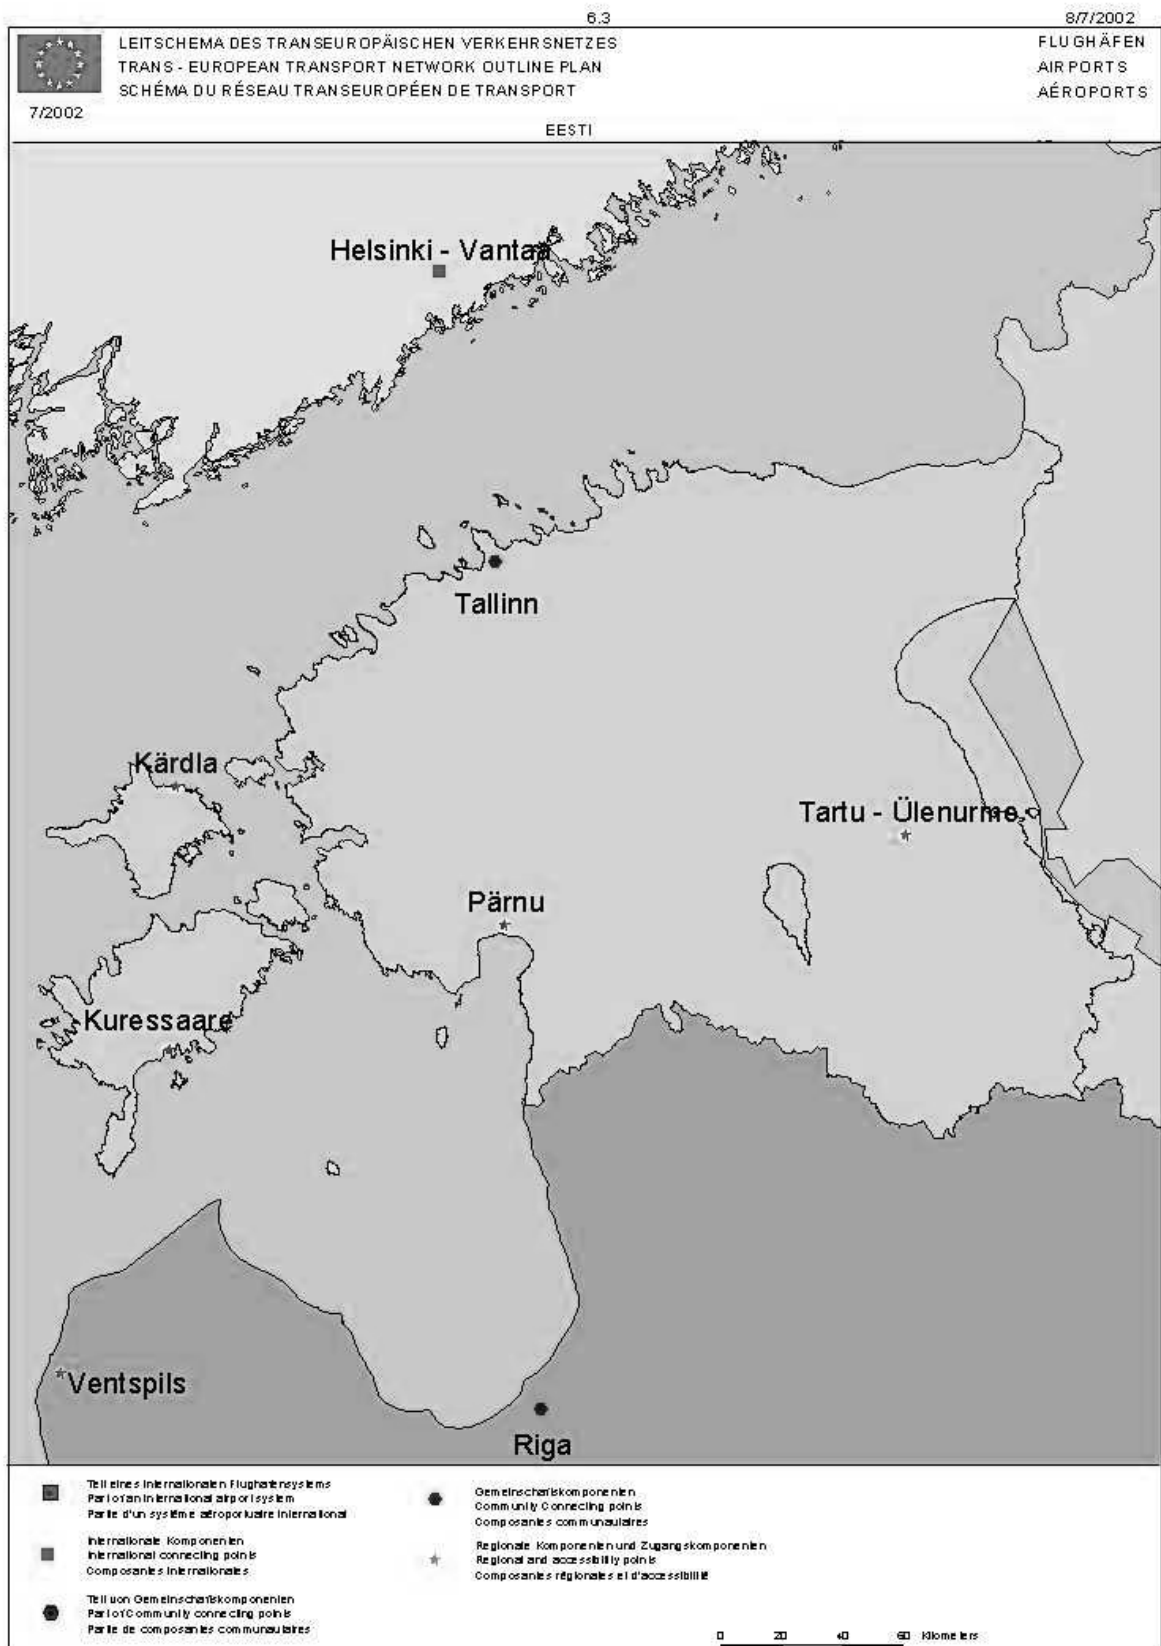 6.3
8/7/2002
LEITSCHEMA DES TRANSEUROPÄISCHEN VERKEHRSNETZES
TRANS - EUROPEAN TRANSPORT NETWORK OUTLINE PLAN
SCHÉMA DU RÉSEAU TRANSEUROPÉEN DE TRANSPORT
FLUGHÄFEN
AIRPORTS
AÉROPORTS
7/2002
EESTI
Helsinki - Vantaa
Tallinn
Kärdla
Tartu - Ülenurme
Pärnu
Kuressaare
Ventspils
Riga
Teil eines Internationalen Flughafensystems
Part of an International airport system
Partie d'un système aéroportuaire International
Internationale Komponenten
International connecting points
Composantes Internationales
Teil von Gemeinschaftskomponenten
Part of Community connecting points
Partie de composantes communautaires
Gemeinschaftskomponenten
Community Connecting points
Composantes communautaires
Regionale Komponenten und Zugangskomponenten
Regional and accessibility points
Composantes régionales et d'accessibilité
0 20 40 60 Kilometers